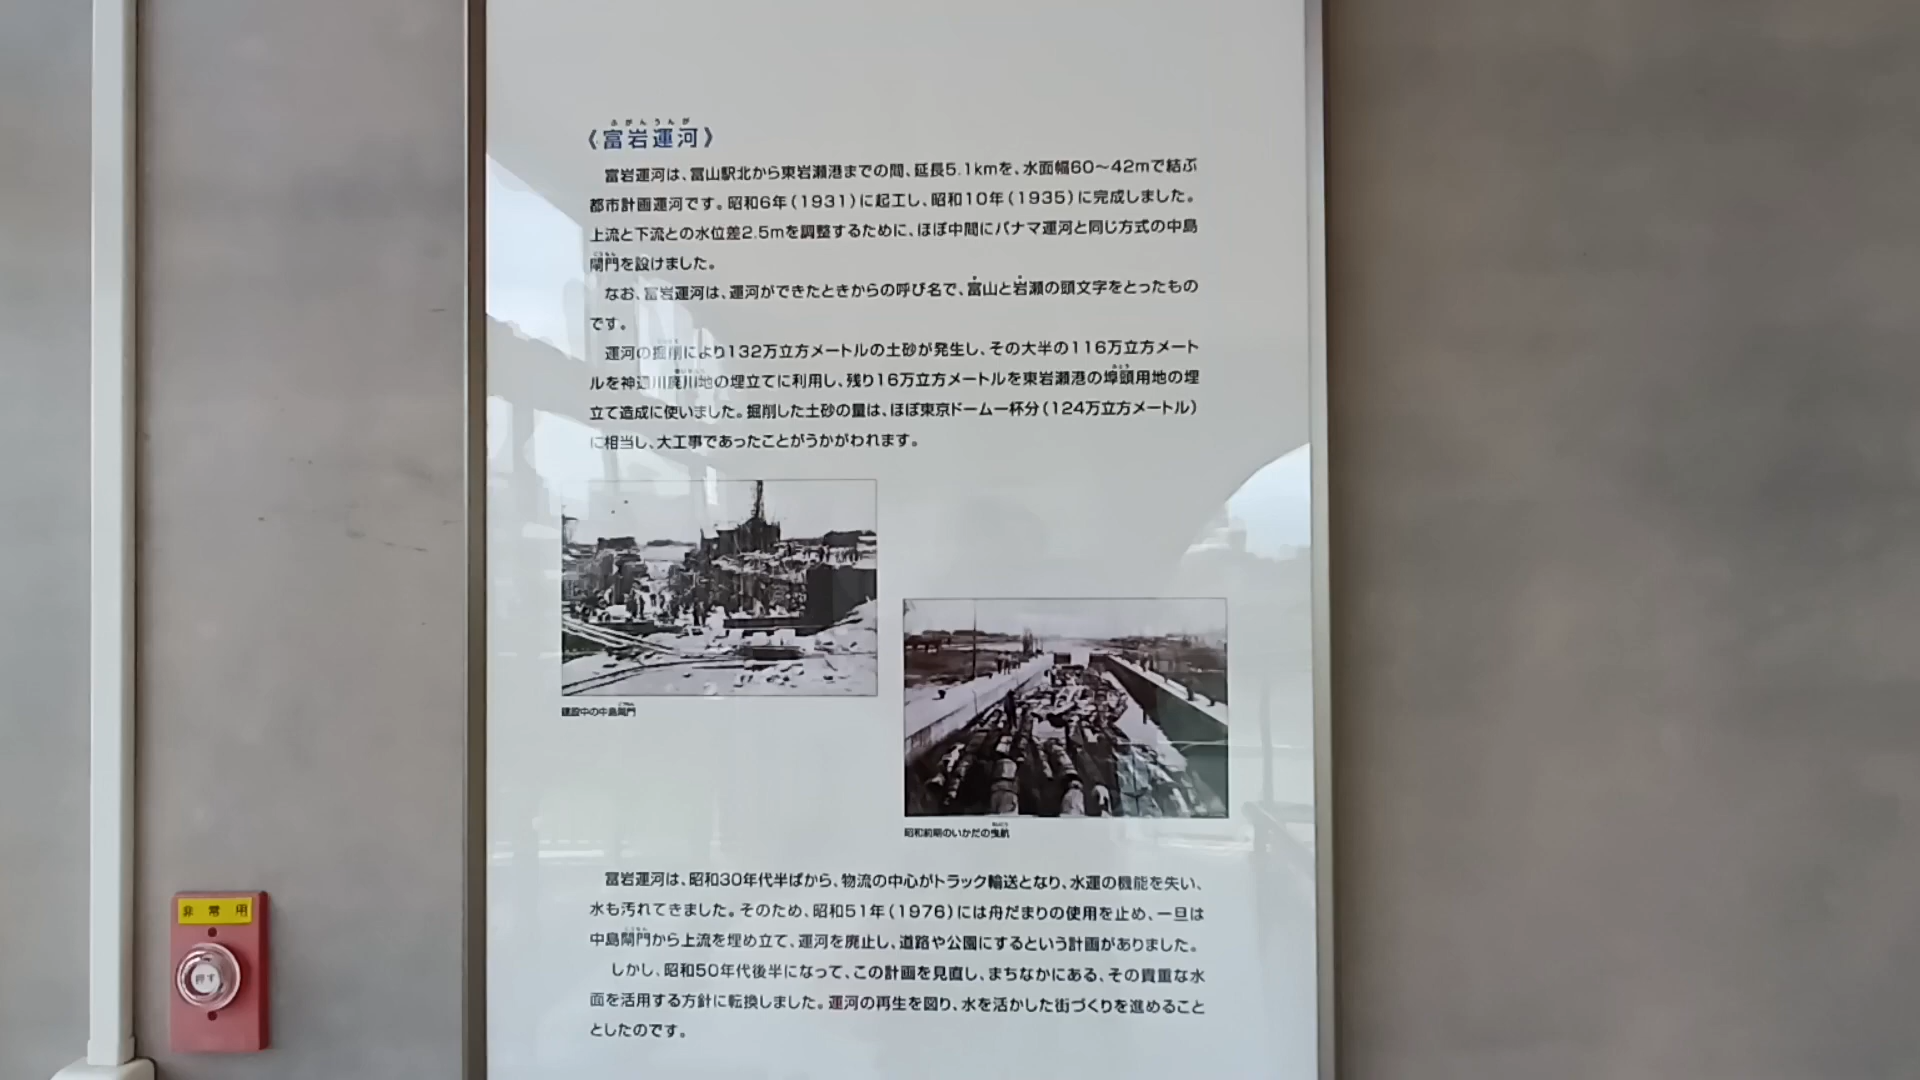 ふがんうんが
《富岩運河》
富岩運河は、富山駅北から東岩瀬港までの間、延長5.1kmを、水面幅60～42mで結ぶ
都市計画運河です。昭和6年(1931)に起工し、昭和10年(1935)に完成しました。
上流と下流との水位差2.5mを調整するために、ほぼ中間にパナマ運河と同じ方式の中島
閘門を設けました。
なお、富岩運河は、運河ができたときからの呼び名で、富山と岩瀬の頭文字をとったもの
です。
運河の掘削により132万立方メートルの土砂が発生し、その大半の116万立方メート
ルを神通川廃川地の埋立てに利用し、残り16万立方メートルを東岩瀬港の埠頭用地の埋
立て造成に使いました。掘削した土砂の量は、ほぼ東京ドーム一杯分(124万立方メートル)
に相当し、大工事であったことがうかがわれます。
建設中の中島閘門
昭和前期のいかだの曳航
富岩運河は、昭和30年代半ばから、物流の中心がトラック輸送となり、水運の機能を失い、
水も汚れてきました。そのため、昭和51年(1976)には舟だまりの使用を止め、一旦は
中島閘門から上流を埋め立て、運河を廃止し、道路や公園にするという計画がありました。
しかし、昭和50年代後半になって、この計画を見直し、まちなかにある、その貴重な水
面を活用する方針に転換しました。運河の再生を図り、水を活かした街づくりを進めること
としたのです。
非常用
押す